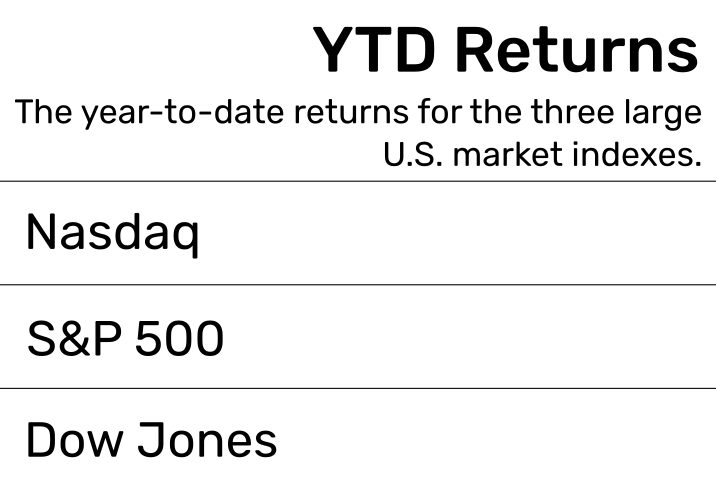 YTD Returns
The year-to-date returns for the three large
U.S. market indexes.
Nasdaq
S&P 500
Dow Jones